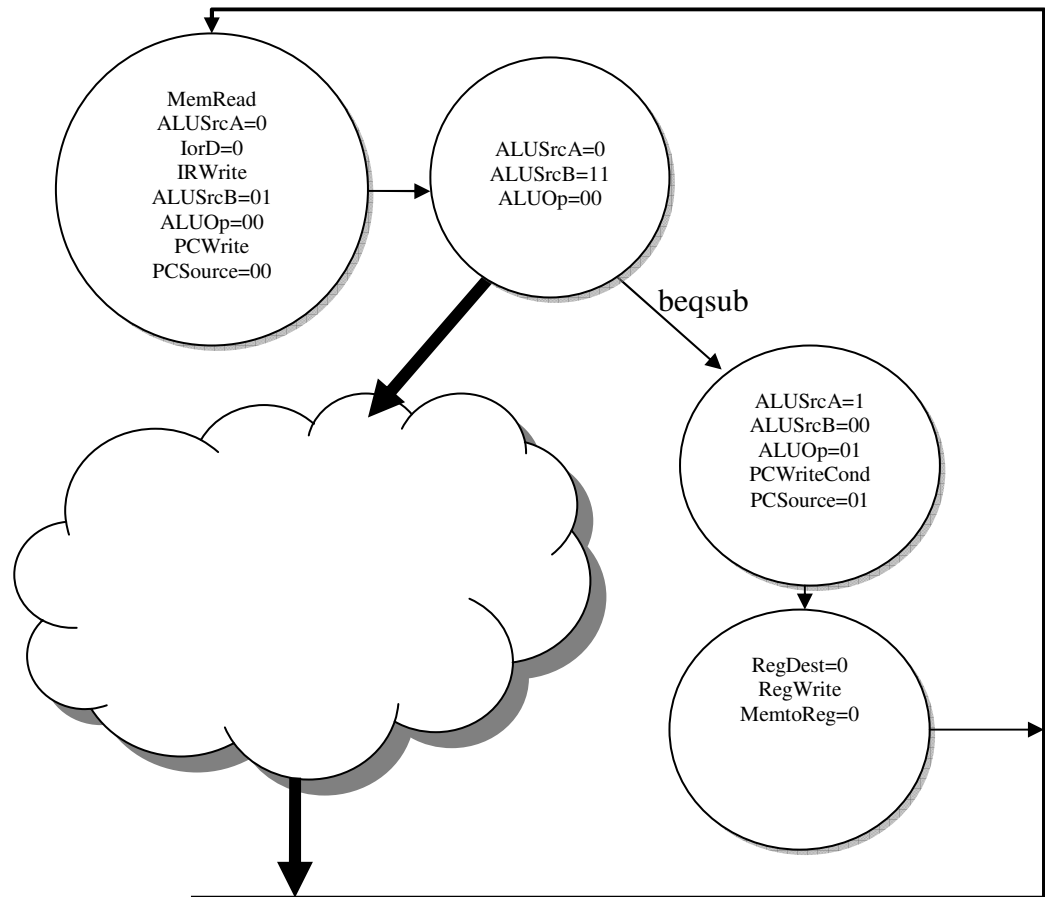 MemRead
ALUSrcA=0
IorD=0
IRWrite
ALUSrcB=01
ALUOp=00
PCWrite
PCSource=00
ALUSrcA=0
ALUSrcB=11
ALUOp=00
beqsub
ALUSrcA=1
ALUSrcB=00
ALUOp=01
PCWriteCond
PCSource=01
RegDest=0
RegWrite
MemtoReg=0